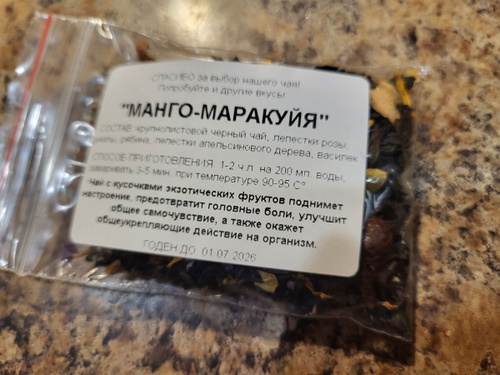 СПАСИБО за выбор нашего чая!
Попробуйте и другие вкусы!
"МАНГО-МАРАКУЙЯ"
СОСТАВ: крупнолистовой черный чай, лепестки розы,
рябина, лепестки апельсинового дерева, василек
СПОСОБ ПРИГОТОВЛЕНИЯ: 1-2 ч.л. на 200 мл. воды,
заваривать 3-5 мин. при температуре 90-95 С°
Чай с кусочками экзотических фруктов поднимет
настроение, предотвратит головные боли, улучшит
общее самочувствие, а также окажет
общеукрепляющие действие на организм.
ГОДЕН ДО 01.07.2026